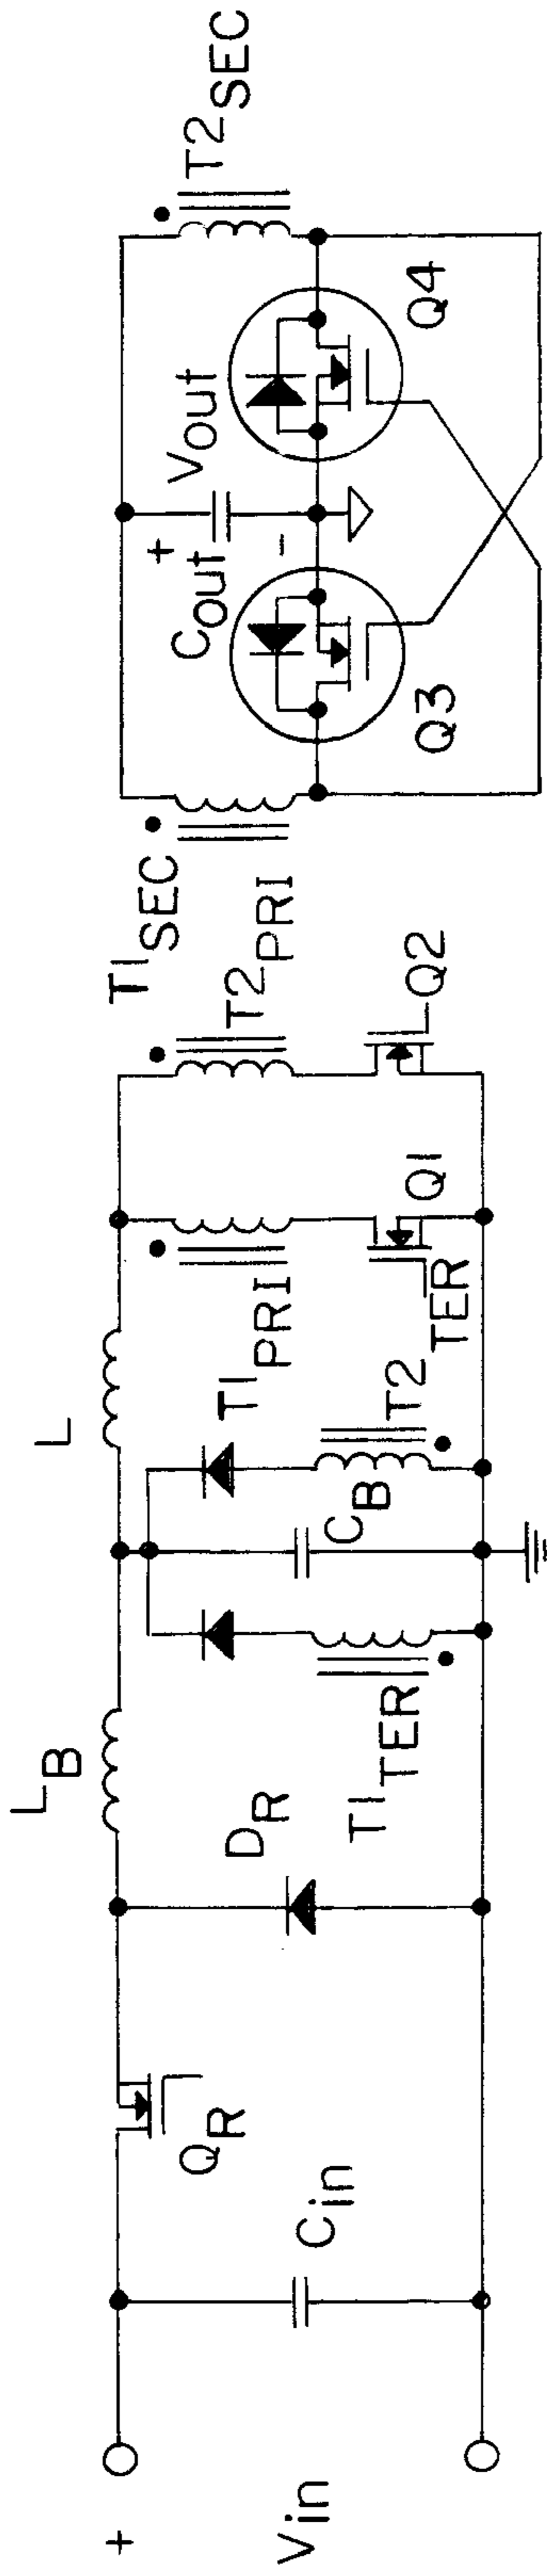 +
Vin
Cin
QR
DR
LB
T1TER
CB
L
T2TER
T1PRI
Q1
Q2
T2PRI
T1SEC
Q3
Cout
+
-
Vout
Q4
T2SEC